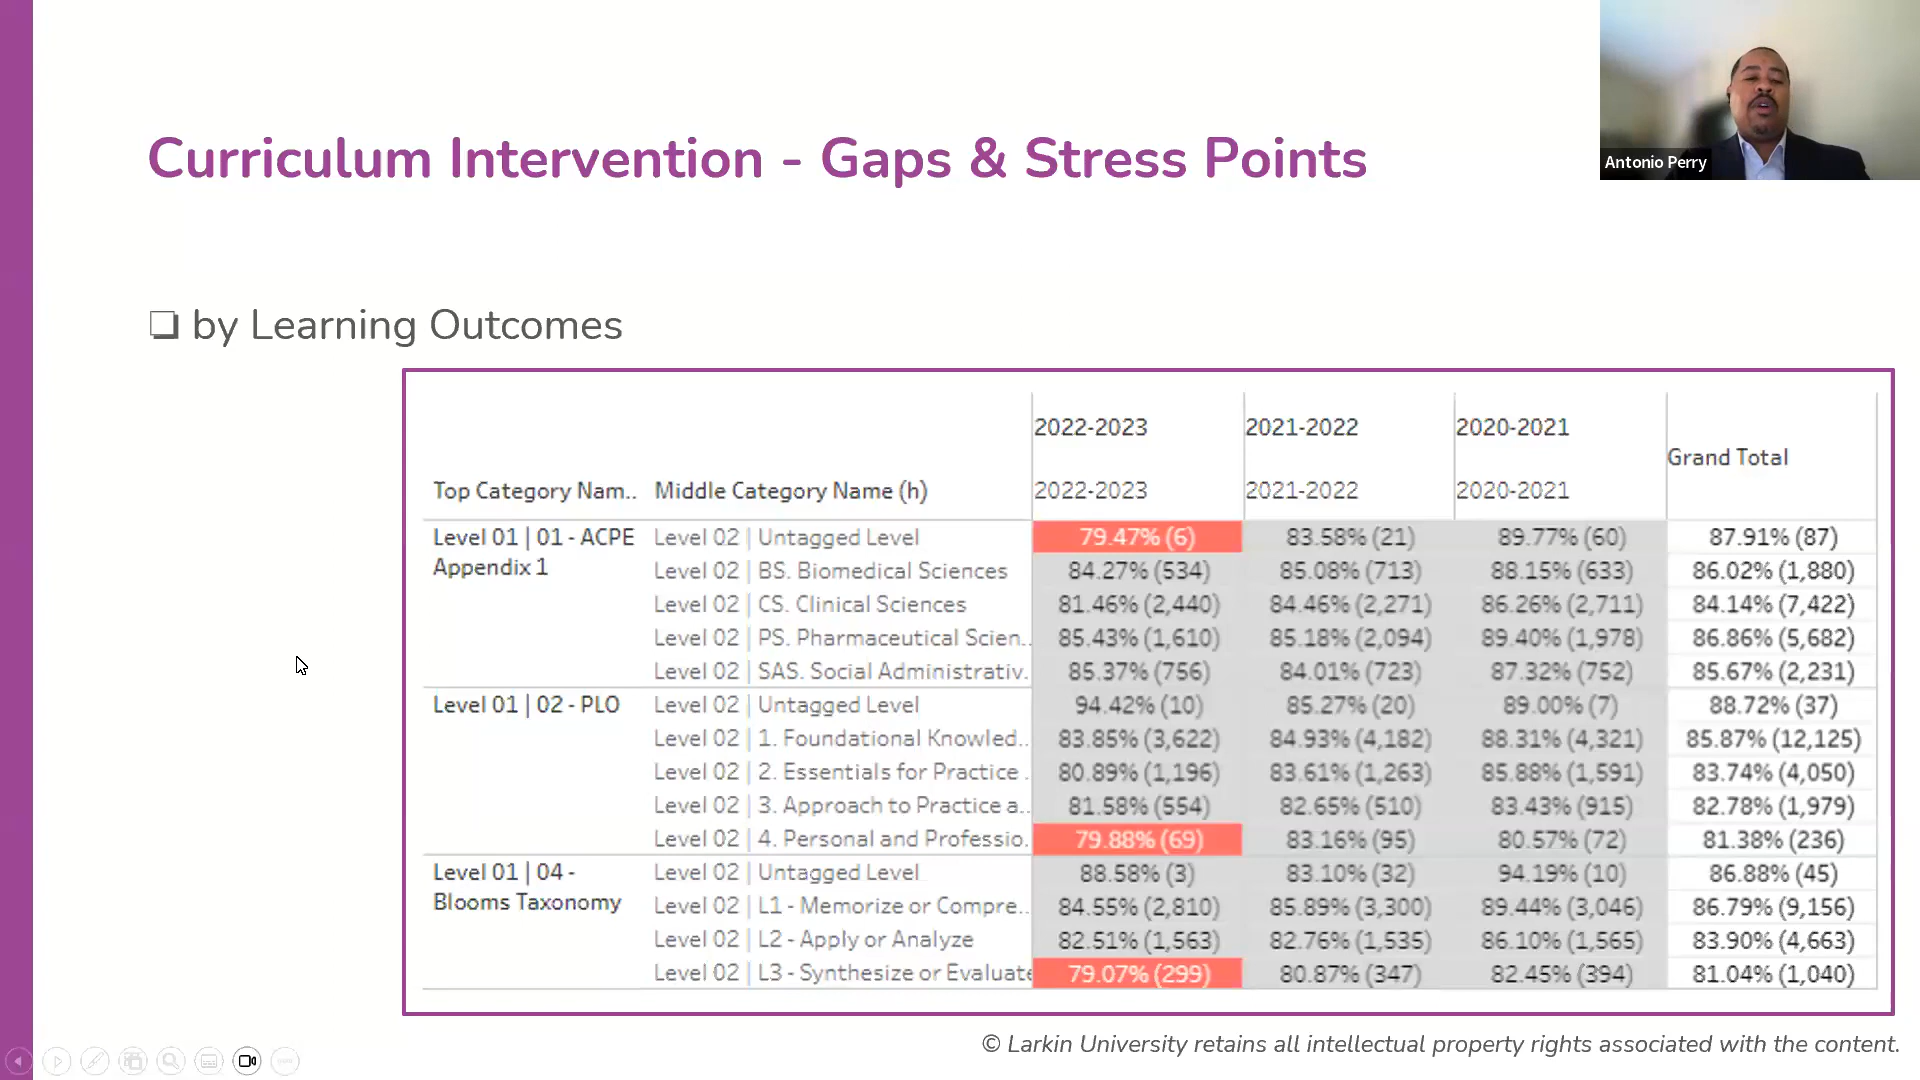 Curriculum Intervention - Gaps & Stress Points
Antonio Perry
❏ by Learning Outcomes
2022-2023 2021-2022 2020-2021
Grand Total
Top Category Nam.. Middle Category Name (h) 2022-2023 2021-2022 2020-2021
Level 01 | 01 - ACPE Level 02 | Untagged Level 79.47% (6) 83.58% (21) 89.77% (60) 87.91% (87)
Appendix 1 Level 02 | BS. Biomedical Sciences 84.27% (534) 85.08% (713) 88.15% (633) 86.02% (1,880)
Level 02 | CS. Clinical Sciences 81.46% (2,440) 84.46% (2,271) 86.26% (2,711) 84.14% (7,422)
Level 02 | PS. Pharmaceutical Scien.. 85.43% (1,610) 85.18% (2,094) 89.40% (1,978) 86.86% (5,682)
Level 02 | SAS. Social Administrativ. 85.37% (756) 84.01% (723) 87.32% (752) 85.67% (2,231)
Level 01 | 02 - PLO Level 02 | Untagged Level 94.42% (10) 85.27% (20) 89.00% (7) 88.72% (37)
Level 02 | 1. Foundational Knowled.. 83.85% (3,622) 84.93% (4,182) 88.31% (4,321) 85.87% (12,125)
Level 02 | 2. Essentials for Practice . 80.89% (1,196) 83.61% (1,263) 85.88% (1,591) 83.74% (4,050)
Level 02 | 3. Approach to Practice a.. 81.58% (554) 82.65% (510) 83.43% (915) 82.78% (1,979)
Level 02 | 4. Personal and Professio. 79.88% (69) 83.16% (95) 80.57% (72) 81.38% (236)
Level 01 | 04 - Level 02 | Untagged Level 88.58% (3) 83.10% (32) 94.19% (10) 86.88% (45)
Blooms Taxonomy Level 02 | L1 - Memorize or Compre.. 84.55% (2,810) 85.89% (3,300) 89.44% (3,046) 86.79% (9,156)
Level 02 | L2 - Apply or Analyze 82.51% (1,563) 82.76% (1,535) 86.10% (1,565) 83.90% (4,663)
Level 02 | L3 - Synthesize or Evaluate 79.07% (299) 80.87% (347) 82.45% (394) 81.04% (1,040)
© Larkin University retains all intellectual property rights associated with the content.